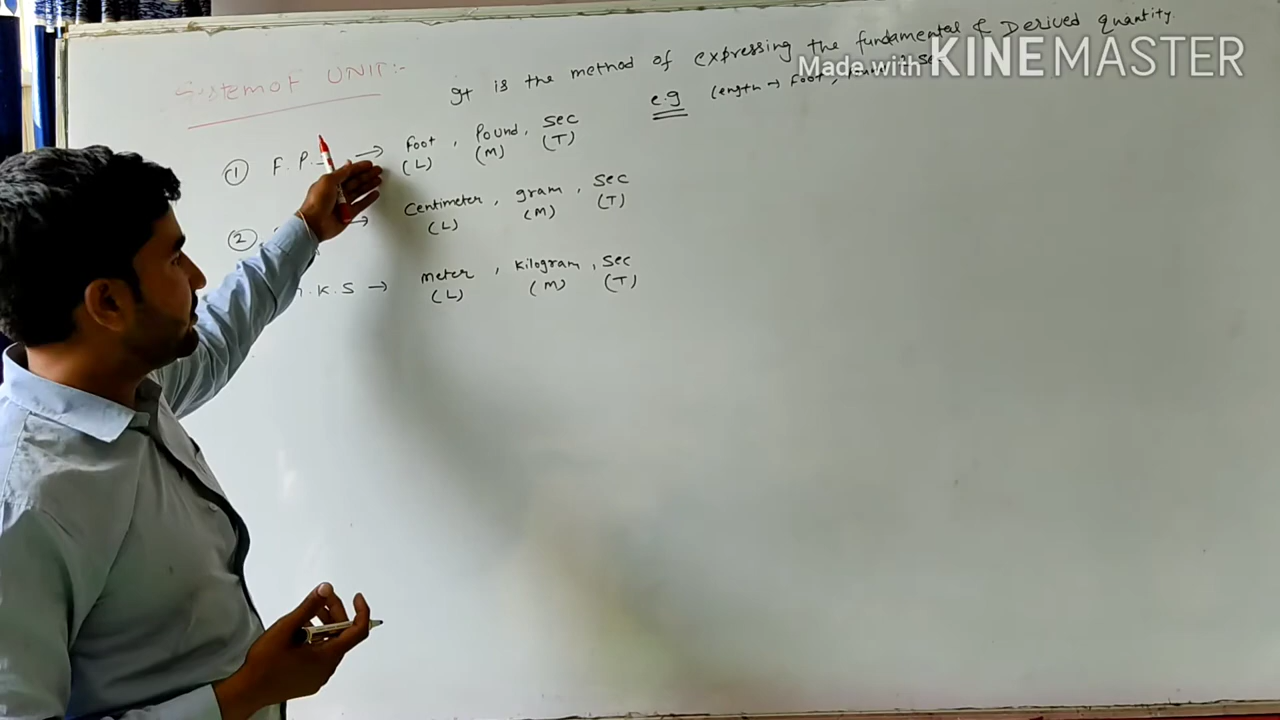 System of UNIT:-
It is the method of expressing the fundamental & Derived quantity
Made with KINEMASTER
e.g length → Foot,
① F. P. → Foot, Pound, Sec
(L) (M) (T)
② → Centimeter, gram, Sec
(L) (M) (T)
K. S → meter, kilogram, Sec
(L) (M) (T)